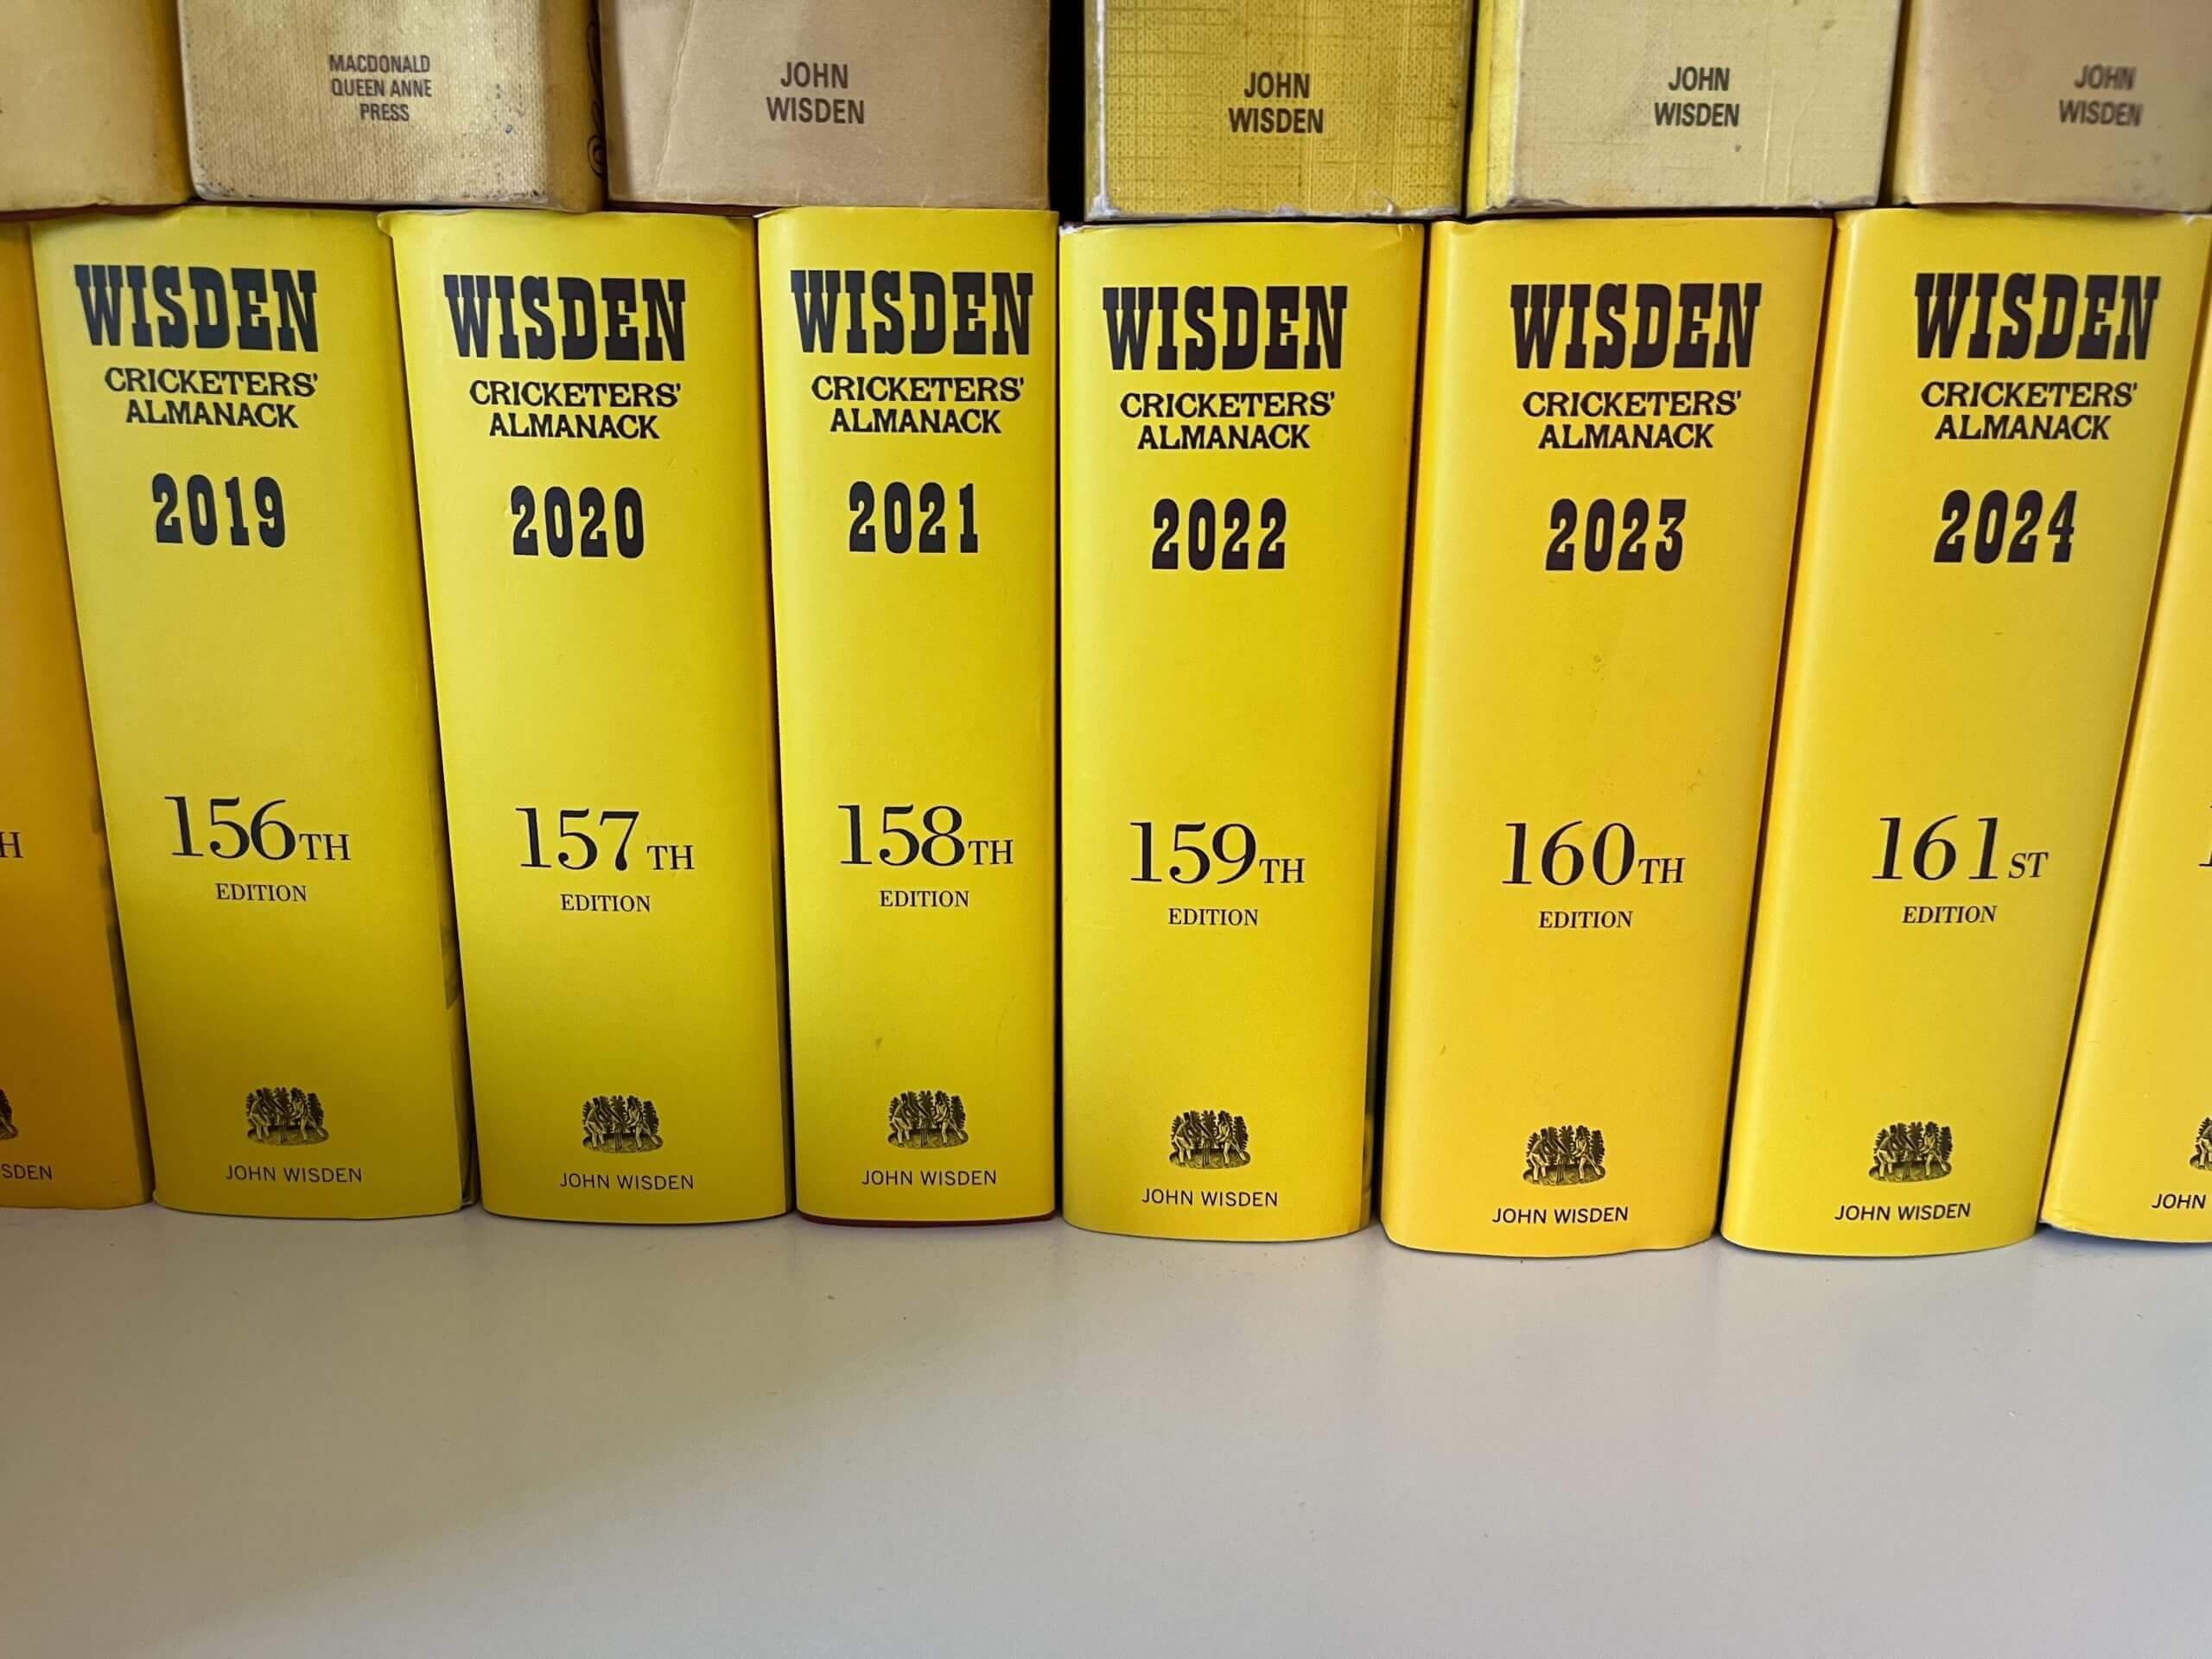 MACDONALD
QUEEN ANNE
PRESS
JOHN
WISDEN
JOHN
WISDEN
JOHN
WISDEN
JOHN
WISDEN
H
SDEN
WISDEN
CRICKETERS'
ALMANACK
2019
156TH
EDITION
JOHN WISDEN
WISDEN
CRICKETERS'
ALMANACK
2020
157TH
EDITION
JOHN WISDEN
WISDEN
CRICKETERS'
ALMANACK
2021
158TH
EDITION
JOHN WISDEN
WISDEN
CRICKETERS'
ALMANACK
2022
159TH
EDITION
JOHN WISDEN
WISDEN
CRICKETERS'
ALMANACK
2023
160TH
EDITION
JOHN WISDEN
WISDEN
CRICKETERS'
ALMANACK
2024
161ST
EDITION
JOHN WISDEN
JOHN